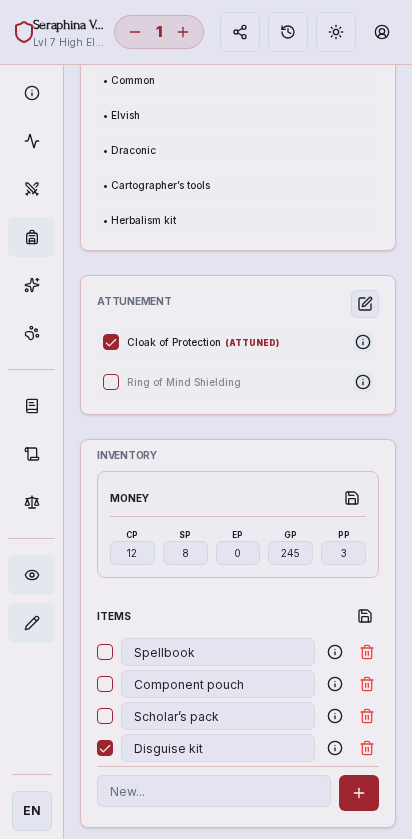 Seraphina V...
Lvl 7 High El...
1
• Common
• Elvish
• Draconic
• Cartographer's tools
• Herbalism kit
ATTUNEMENT
Cloak of Protection (ATTUNED)
Ring of Mind Shielding
INVENTORY
MONEY
CP SP EP GP PP
12 8 0 245 3
ITEMS
Spellbook
Component pouch
Scholar's pack
Disguise kit
New...
EN